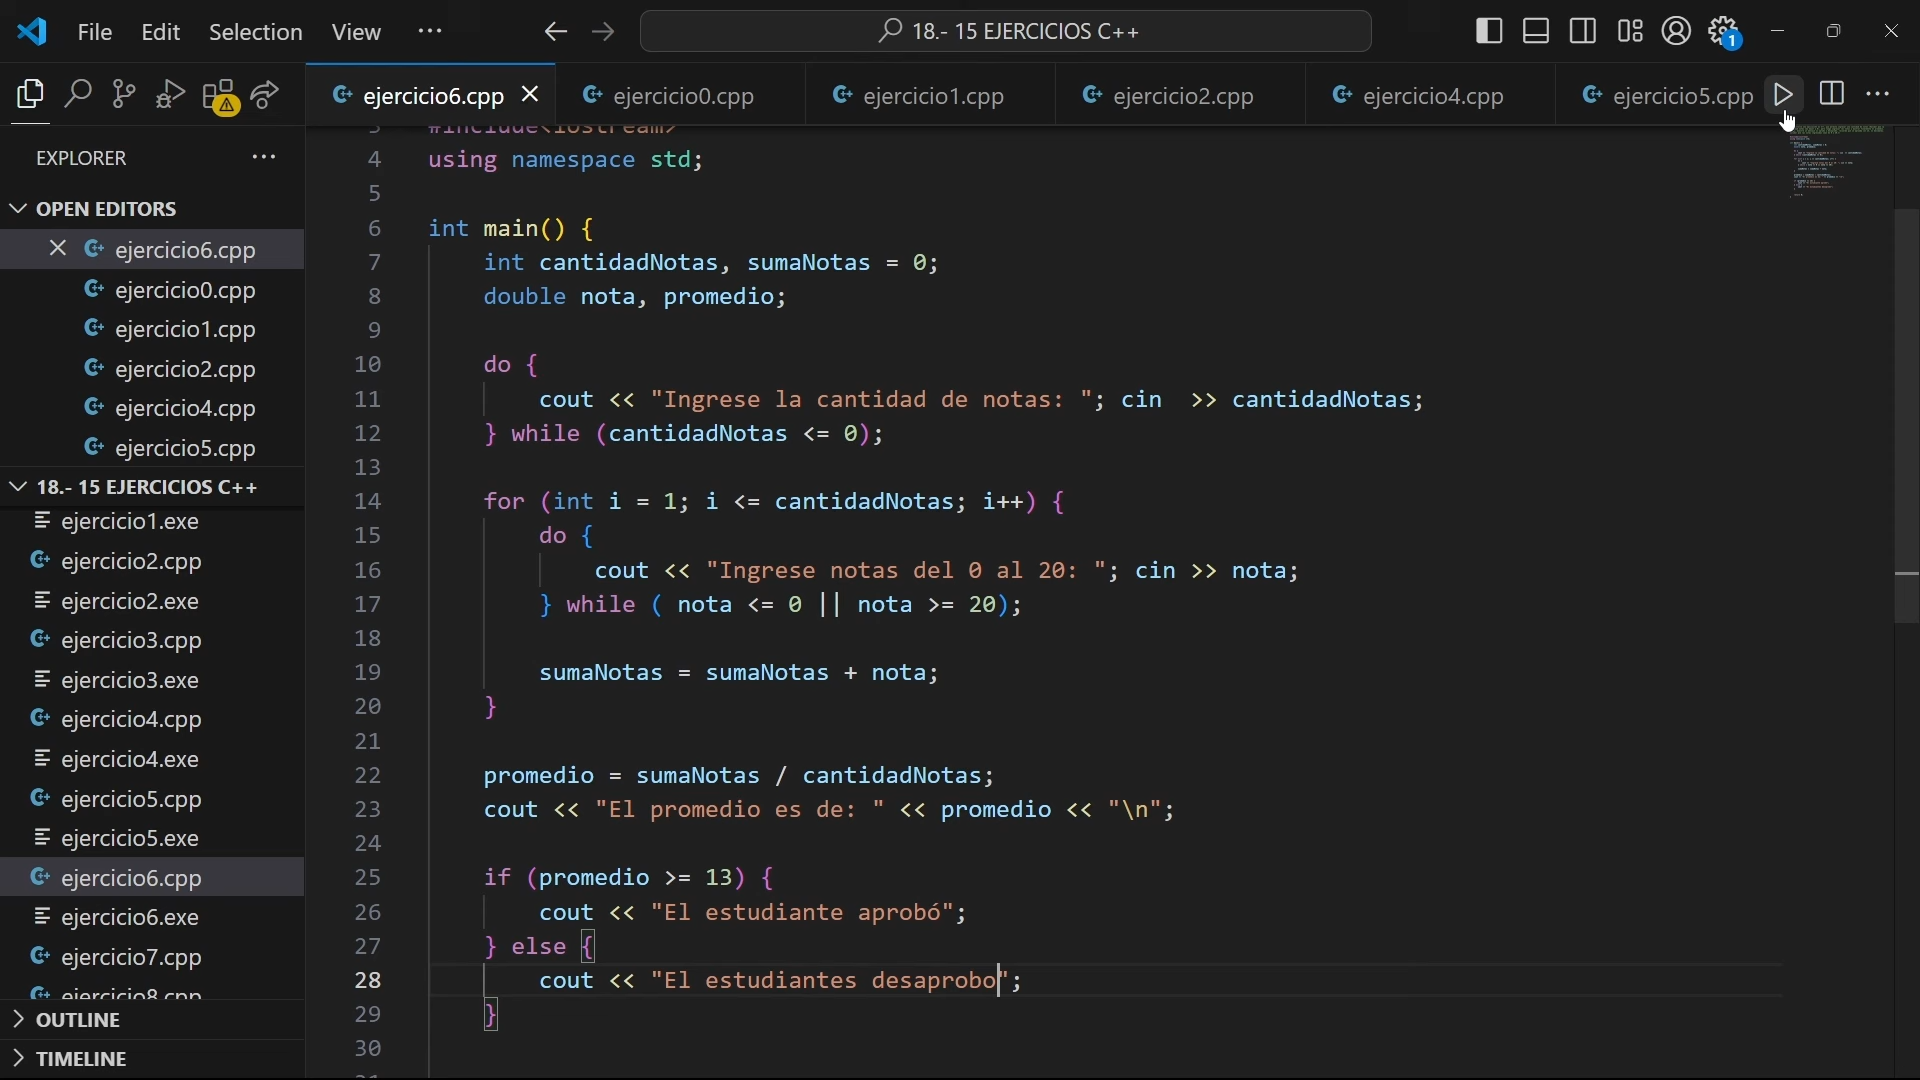 File Edit Selection View ···
18.- 15 EJERCICIOS C++
1
ejercicio6.cpp
ejercicio0.cpp
ejercicio1.cpp
ejercicio2.cpp
ejercicio4.cpp
ejercicio5.cpp
EXPLORER
OPEN EDITORS
ejercicio6.cpp
ejercicio0.cpp
ejercicio1.cpp
ejercicio2.cpp
ejercicio4.cpp
ejercicio5.cpp
18.- 15 EJERCICIOS C++
ejercicio1.exe
ejercicio2.cpp
ejercicio2.exe
ejercicio3.cpp
ejercicio3.exe
ejercicio4.cpp
ejercicio4.exe
ejercicio5.cpp
ejercicio5.exe
ejercicio6.cpp
ejercicio6.exe
ejercicio7.cpp
ejercicio8.cpp
OUTLINE
TIMELINE
3 #include<iostream>
4 using namespace std;
5
6 int main() {
7 int cantidadNotas, sumaNotas = 0;
8 double nota, promedio;
9
10 do {
11 cout << "Ingrese la cantidad de notas: "; cin >> cantidadNotas;
12 } while (cantidadNotas <= 0);
13
14 for (int i = 1; i <= cantidadNotas; i++) {
15 do {
16 cout << "Ingrese notas del 0 al 20: "; cin >> nota;
17 } while ( nota <= 0 || nota >= 20);
18
19 sumaNotas = sumaNotas + nota;
20 }
21
22 promedio = sumaNotas / cantidadNotas;
23 cout << "El promedio es de: " << promedio << "\n";
24
25 if (promedio >= 13) {
26 cout << "El estudiante aprobó";
27 } else {
28 cout << "El estudiantes desaprobo";
29 }
30